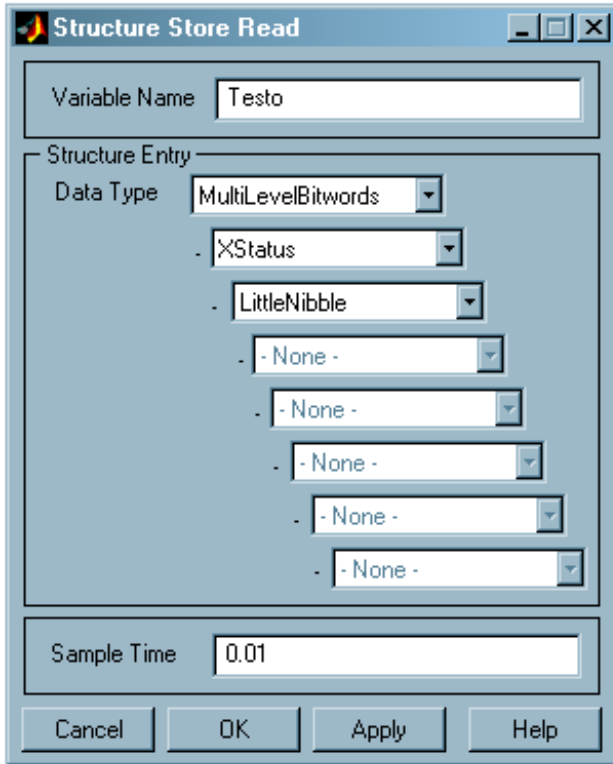 Structure Store Read
Variable Name Testo
Structure Entry
Data Type MultiLevelBitwords
. XStatus
. LittleNibble
. - None -
. - None -
. - None -
. - None -
. - None -
Sample Time 0.01
Cancel OK Apply Help